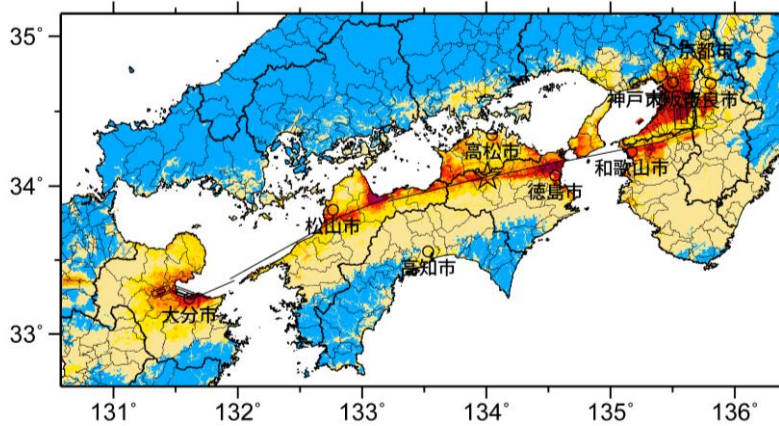 35°
34°
33°
京都市
神戸市
大阪市
奈良市
和歌山市
高松市
徳島市
松山市
高知市
大分市
131°
132°
133°
134°
135°
136°